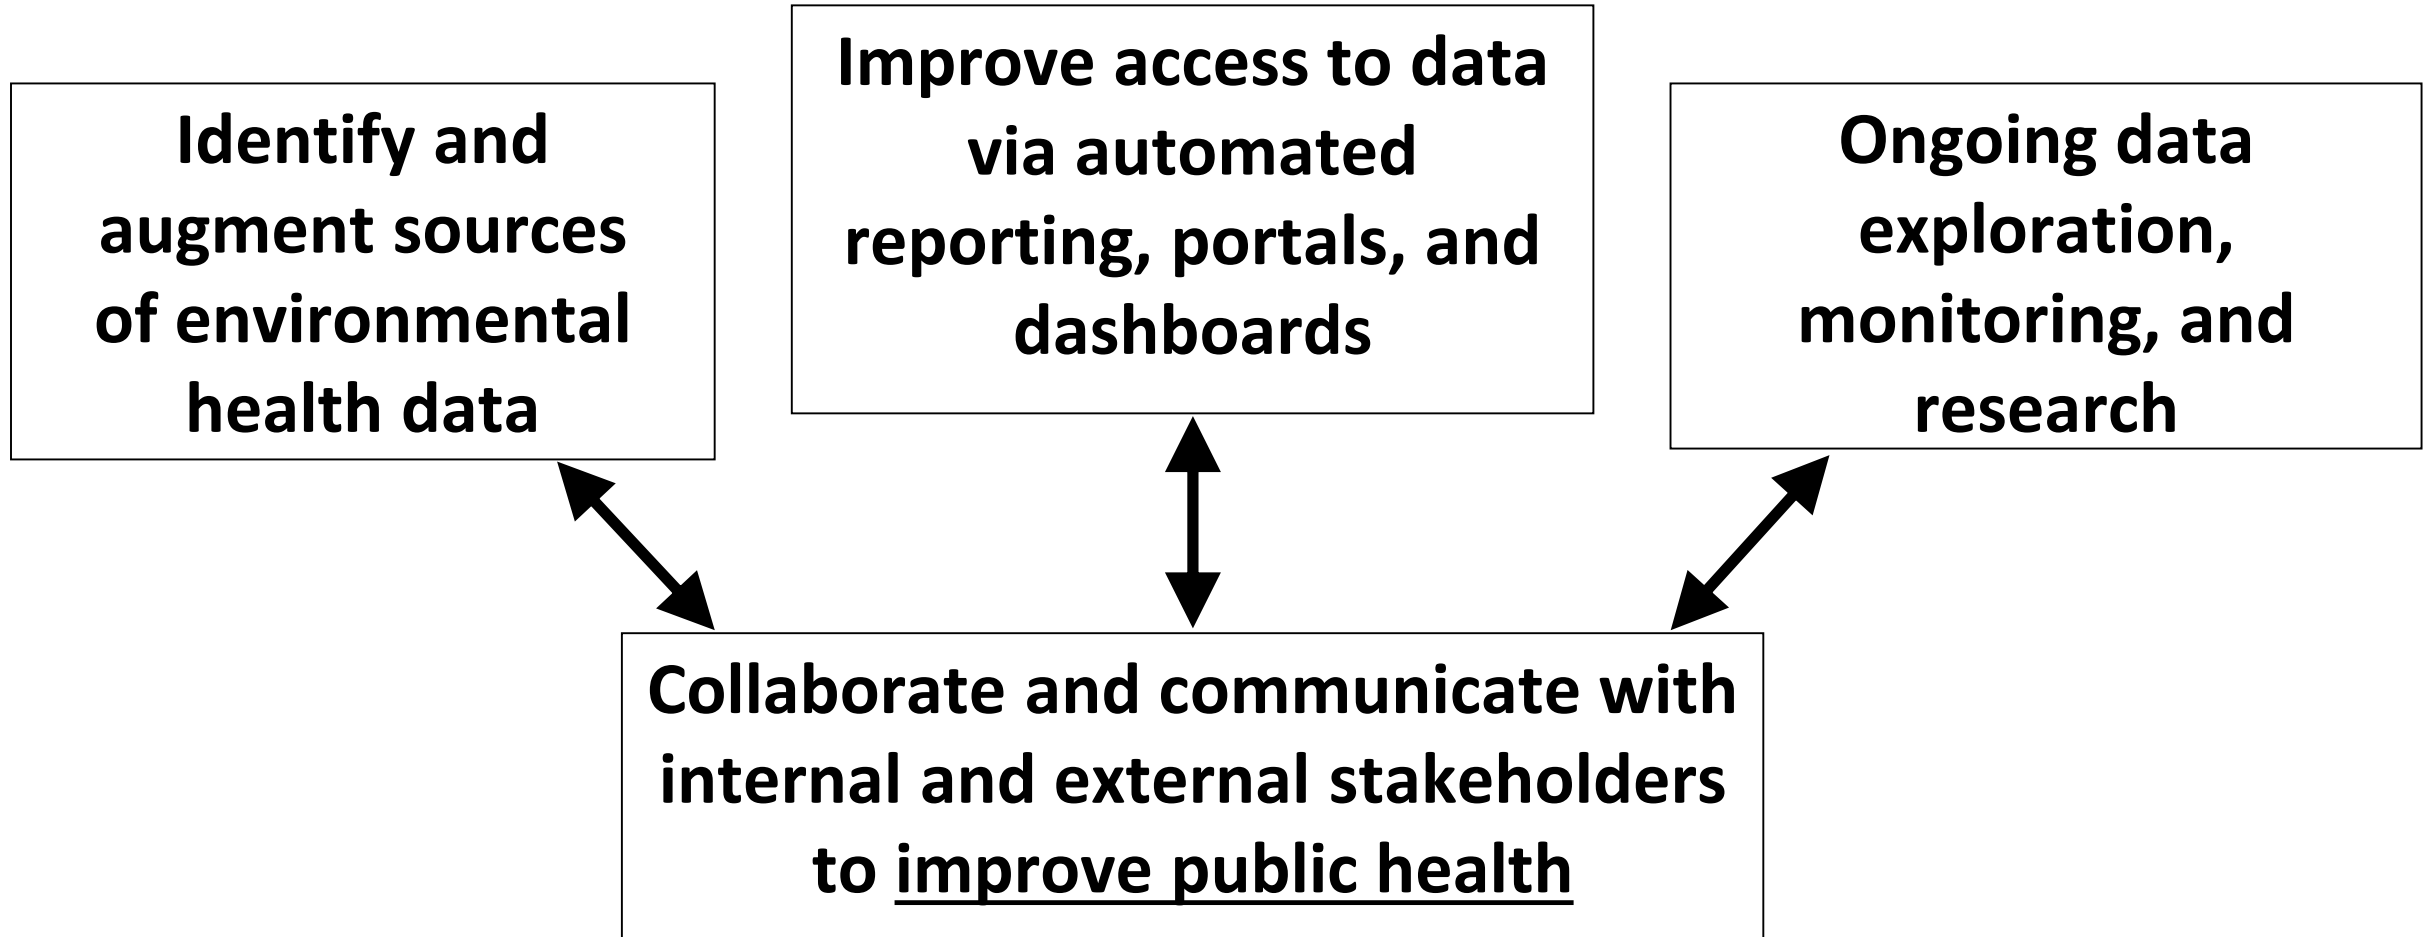 Identify and
augment sources
of environmental
health data
Improve access to data
via automated
reporting, portals, and
dashboards
Ongoing data
exploration,
monitoring, and
research
Collaborate and communicate with
internal and external stakeholders
to improve public health